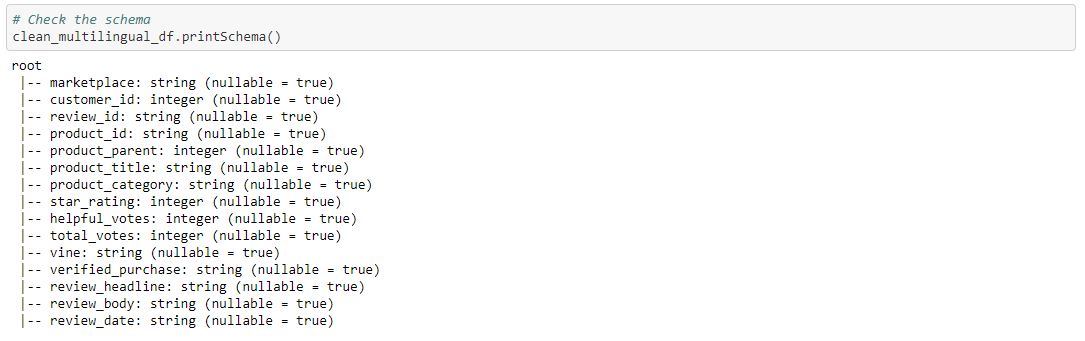 # Check the schema
clean_multilingual_df.printSchema()
root
 |-- marketplace: string (nullable = true)
 |-- customer_id: integer (nullable = true)
 |-- review_id: string (nullable = true)
 |-- product_id: string (nullable = true)
 |-- product_parent: integer (nullable = true)
 |-- product_title: string (nullable = true)
 |-- product_category: string (nullable = true)
 |-- star_rating: integer (nullable = true)
 |-- helpful_votes: integer (nullable = true)
 |-- total_votes: integer (nullable = true)
 |-- vine: string (nullable = true)
 |-- verified_purchase: string (nullable = true)
 |-- review_headline: string (nullable = true)
 |-- review_body: string (nullable = true)
 |-- review_date: string (nullable = true)